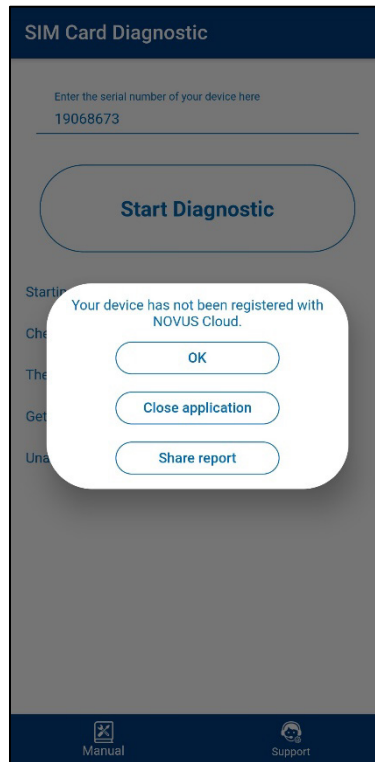 SIM Card Diagnostic
Enter the serial number of your device here
19068673
Start Diagnostic
Your device has not been registered with
NOVUS Cloud.
OK
Close application
Share report
Manual
Support